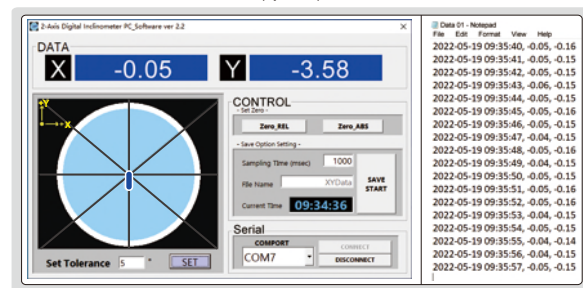 2-Axis Digital Inclinometer PC_Software ver 2.2
DATA
X -0.05 Y -3.58
+Y
+X
Set Tolerance 5 ° SET
CONTROL
- Set Zero -
Zero_REL Zero_ABS
- Save Option Setting -
Sampling Time (msec) 1000
File Name XYData
SAVE START
Current Time 09:34:36
Serial
COMPORT
COM7
CONNECT
DISCONNECT
Data 01 - Notepad
File Edit Format View Help
2022-05-19 09:35:40, -0.05, -0.16
2022-05-19 09:35:41, -0.05, -0.15
2022-05-19 09:35:42, -0.05, -0.15
2022-05-19 09:35:43, -0.06, -0.15
2022-05-19 09:35:44, -0.05, -0.15
2022-05-19 09:35:45, -0.05, -0.16
2022-05-19 09:35:46, -0.05, -0.15
2022-05-19 09:35:47, -0.04, -0.15
2022-05-19 09:35:48, -0.05, -0.16
2022-05-19 09:35:49, -0.04, -0.15
2022-05-19 09:35:50, -0.05, -0.15
2022-05-19 09:35:51, -0.05, -0.16
2022-05-19 09:35:52, -0.05, -0.16
2022-05-19 09:35:53, -0.04, -0.15
2022-05-19 09:35:54, -0.05, -0.15
2022-05-19 09:35:55, -0.04, -0.14
2022-05-19 09:35:56, -0.04, -0.15
2022-05-19 09:35:57, -0.05, -0.15